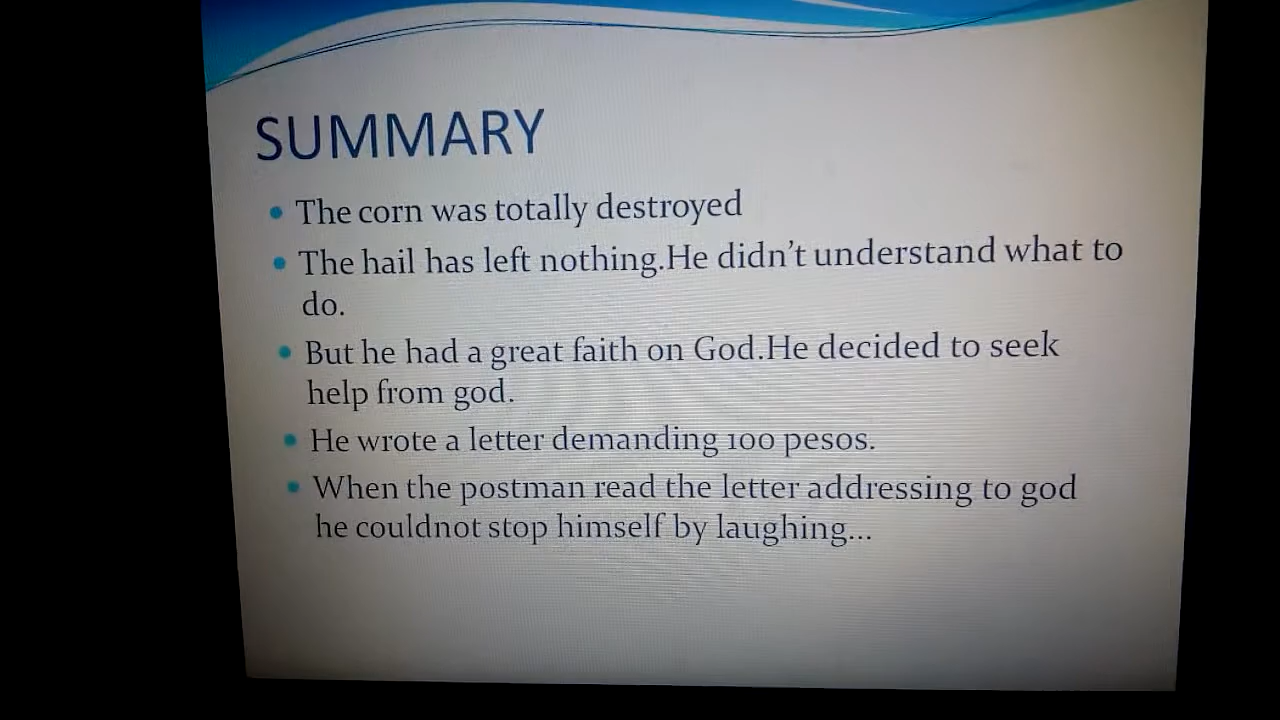 SUMMARY
The corn was totally destroyed
The hail has left nothing.He didn't understand what to
do.
But he had a great faith on God.He decided to seek
help from god.
He wrote a letter demanding 100 pesos.
When the postman read the letter addressing to god
he couldnot stop himself by laughing...